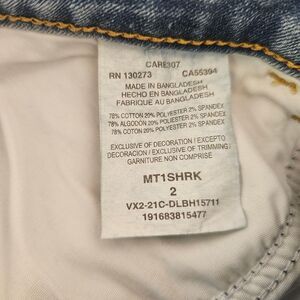 CARE307
RN 130273 CA55394
MADE IN BANGLADESH
HECHO EN BANGLADESH
FABRIQUE AU BANGLADESH
78% COTTON 20% POLYESTER 2% SPANDEX
78% ALGODON 20% POLIESTER 2% SPANDEX
78% COTON 20% POLYESTER 2% SPANDEX
EXCLUSIVE OF DECORATION / EXCEPTO
DECORACION / EXCLUSIVE OF TRIMMING
GARNITURE NON COMPRISE
MT1SHRK
2
VX2-21C-DLBH15711
191683815477